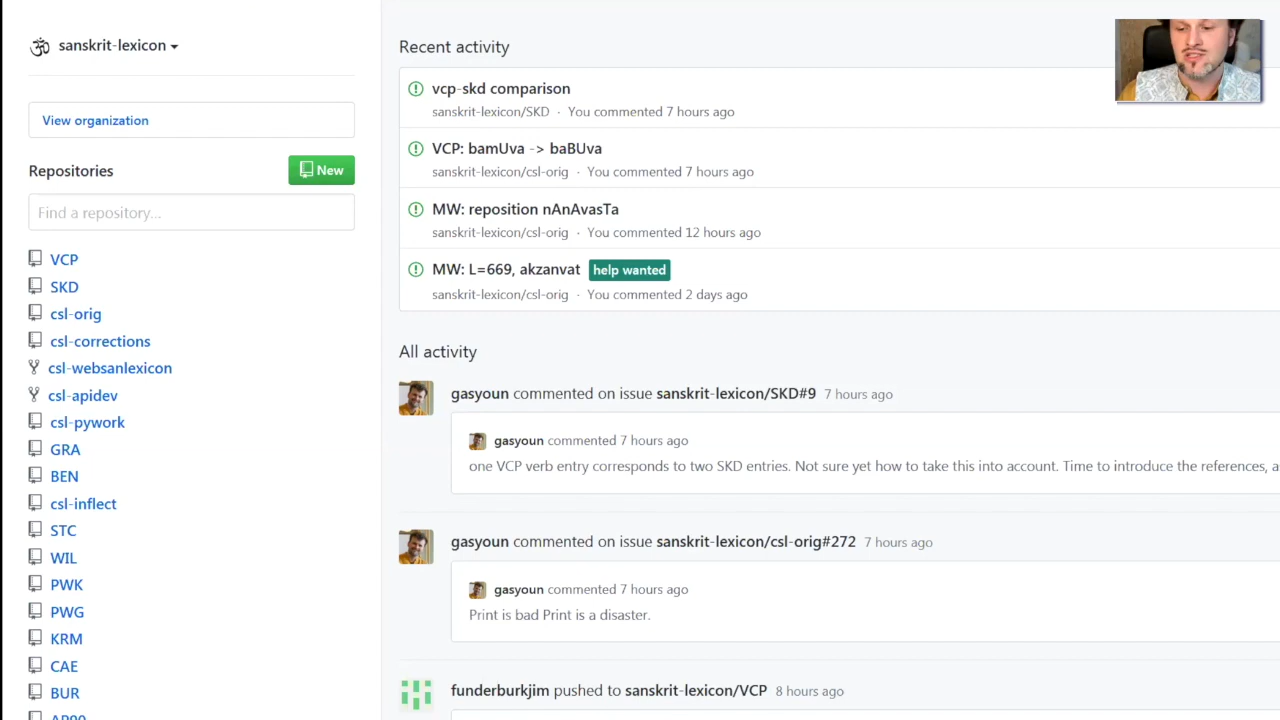 sanskrit-lexicon
View organization
Repositories
New
Find a repository...
VCP
SKD
csl-orig
csl-corrections
csl-websanlexicon
csl-apidev
csl-pywork
GRA
BEN
csl-inflect
STC
WIL
PWK
PWG
KRM
CAE
BUR
AP90
Recent activity
vcp-skd comparison
sanskrit-lexicon/SKD · You commented 7 hours ago
VCP: bamUva -> baBUva
sanskrit-lexicon/csl-orig · You commented 7 hours ago
MW: reposition nAnAvasTa
sanskrit-lexicon/csl-orig · You commented 12 hours ago
MW: L=669, akzanvat help wanted
sanskrit-lexicon/csl-orig · You commented 2 days ago
All activity
gasyoun commented on issue sanskrit-lexicon/SKD#9 7 hours ago
gasyoun commented 7 hours ago
one VCP verb entry corresponds to two SKD entries. Not sure yet how to take this into account. Time to introduce the references, a
gasyoun commented on issue sanskrit-lexicon/csl-orig#272 7 hours ago
gasyoun commented 7 hours ago
Print is bad Print is a disaster.
funderburkjim pushed to sanskrit-lexicon/VCP 8 hours ago